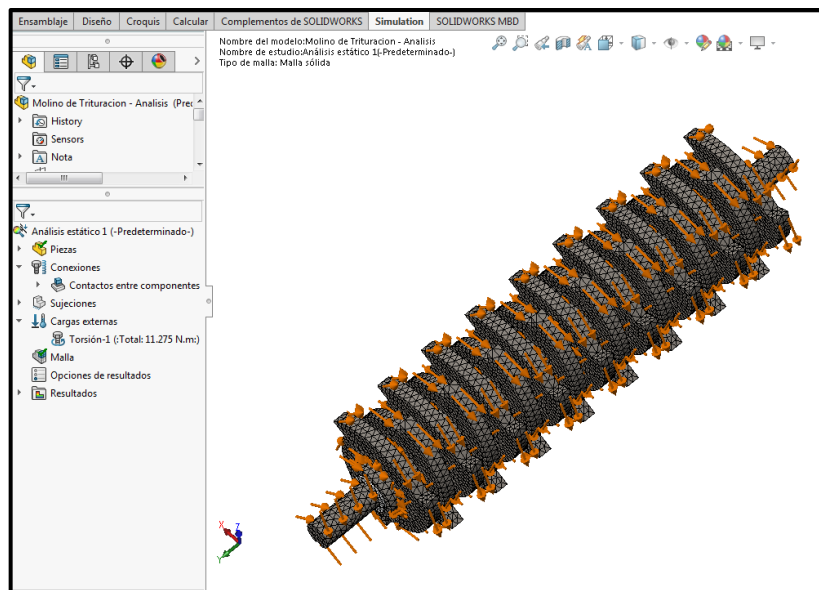 Ensamblaje Diseño Croquis Calcular Complementos de SOLIDWORKS Simulation SOLIDWORKS MBD
Nombre del modelo:Molino de Trituracion - Analisis
Nombre de estudio:Análisis estático 1(-Predeterminado-)
Tipo de malla: Malla sólida
Molino de Trituracion - Analisis (Pre
History
Sensors
Nota
Análisis estático 1 (-Predeterminado-)
Piezas
Conexiones
Contactos entre componentes
Sujeciones
Cargas externas
Torsión-1 (:Total: 11.275 N.m:)
Malla
Opciones de resultados
Resultados
X
Z
Y